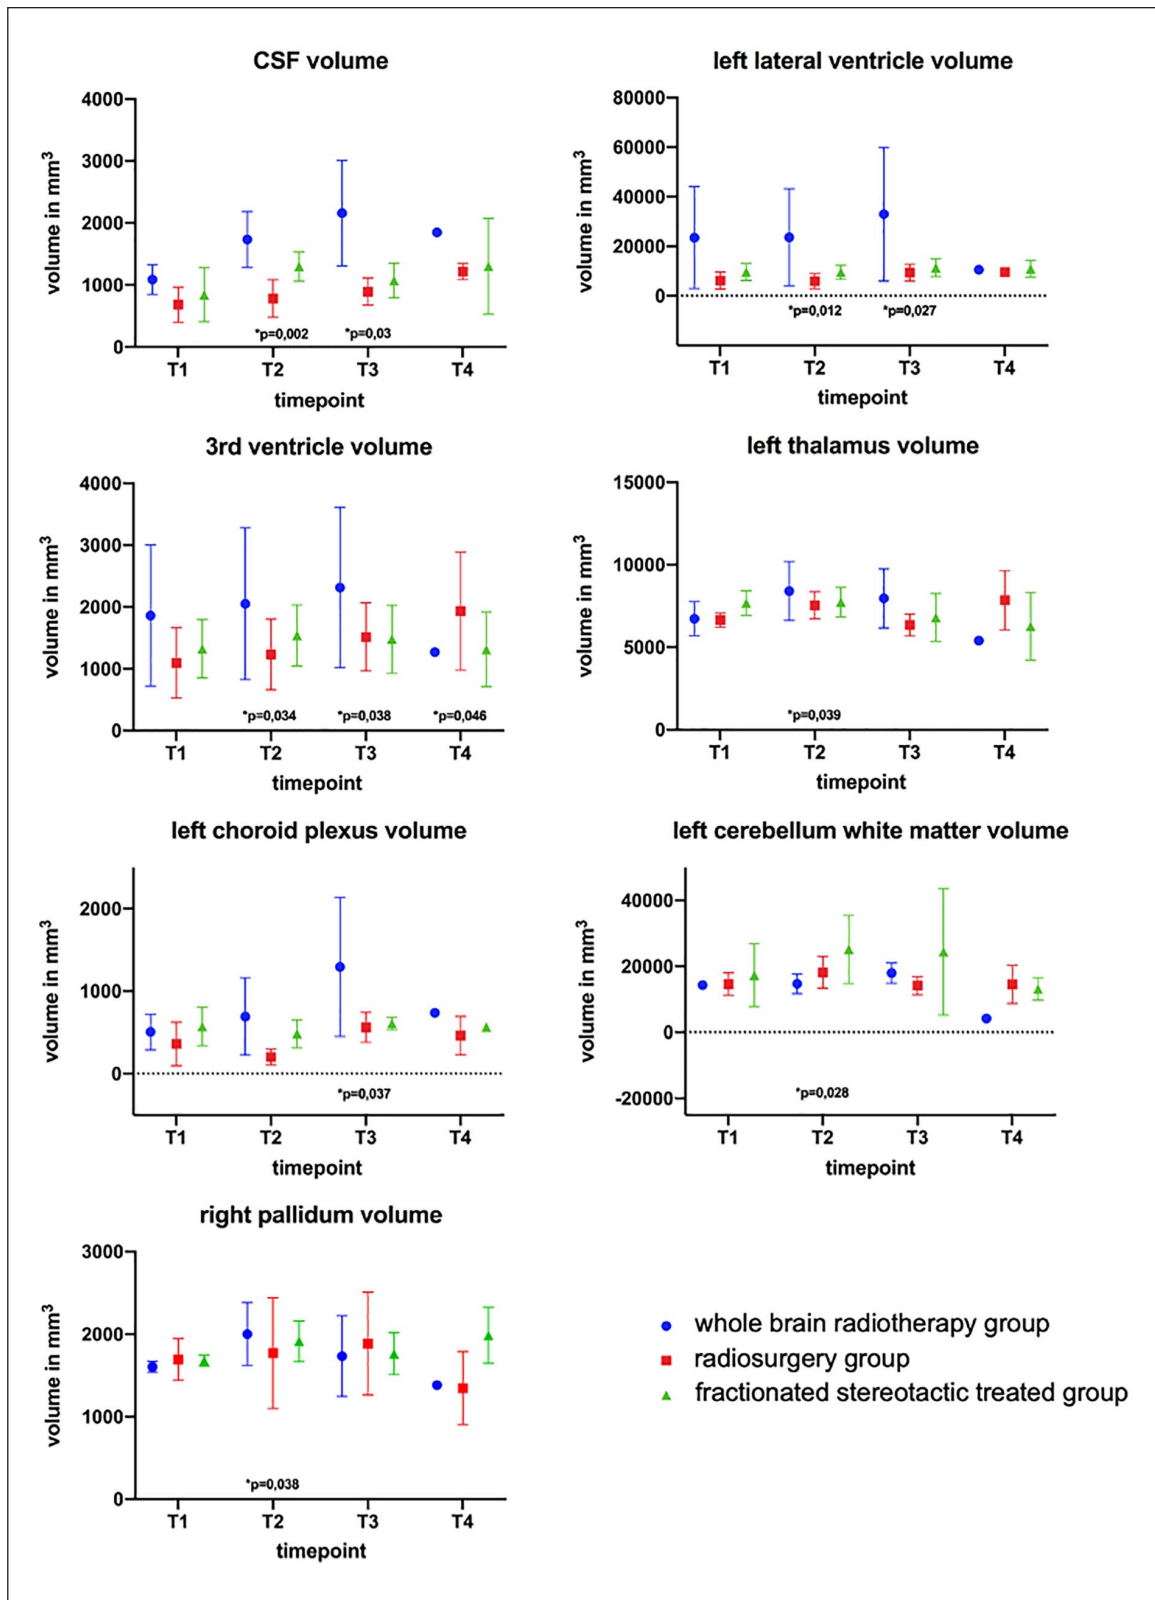 CSF volume
volume in mm³
4000
3000
2000
1000
0
*p=0,002
*p=0,03
T1 T2 T3 T4
timepoint
left lateral ventricle volume
volume in mm³
80000
60000
40000
20000
0
*p=0,012
*p=0,027
T1 T2 T3 T4
timepoint
3rd ventricle volume
volume in mm³
4000
3000
2000
1000
0
*p=0,034
*p=0,038
*p=0,046
T1 T2 T3 T4
timepoint
left thalamus volume
volume in mm³
15000
10000
5000
0
*p=0,039
T1 T2 T3 T4
timepoint
left choroid plexus volume
volume in mm³
2000
1000
0
*p=0,037
T1 T2 T3 T4
timepoint
left cerebellum white matter volume
volume in mm³
40000
20000
0
-20000
*p=0,028
T1 T2 T3 T4
timepoint
right pallidum volume
volume in mm³
3000
2000
1000
0
*p=0,038
T1 T2 T3 T4
timepoint
whole brain radiotherapy group
radiosurgery group
fractionated stereotactic treated group